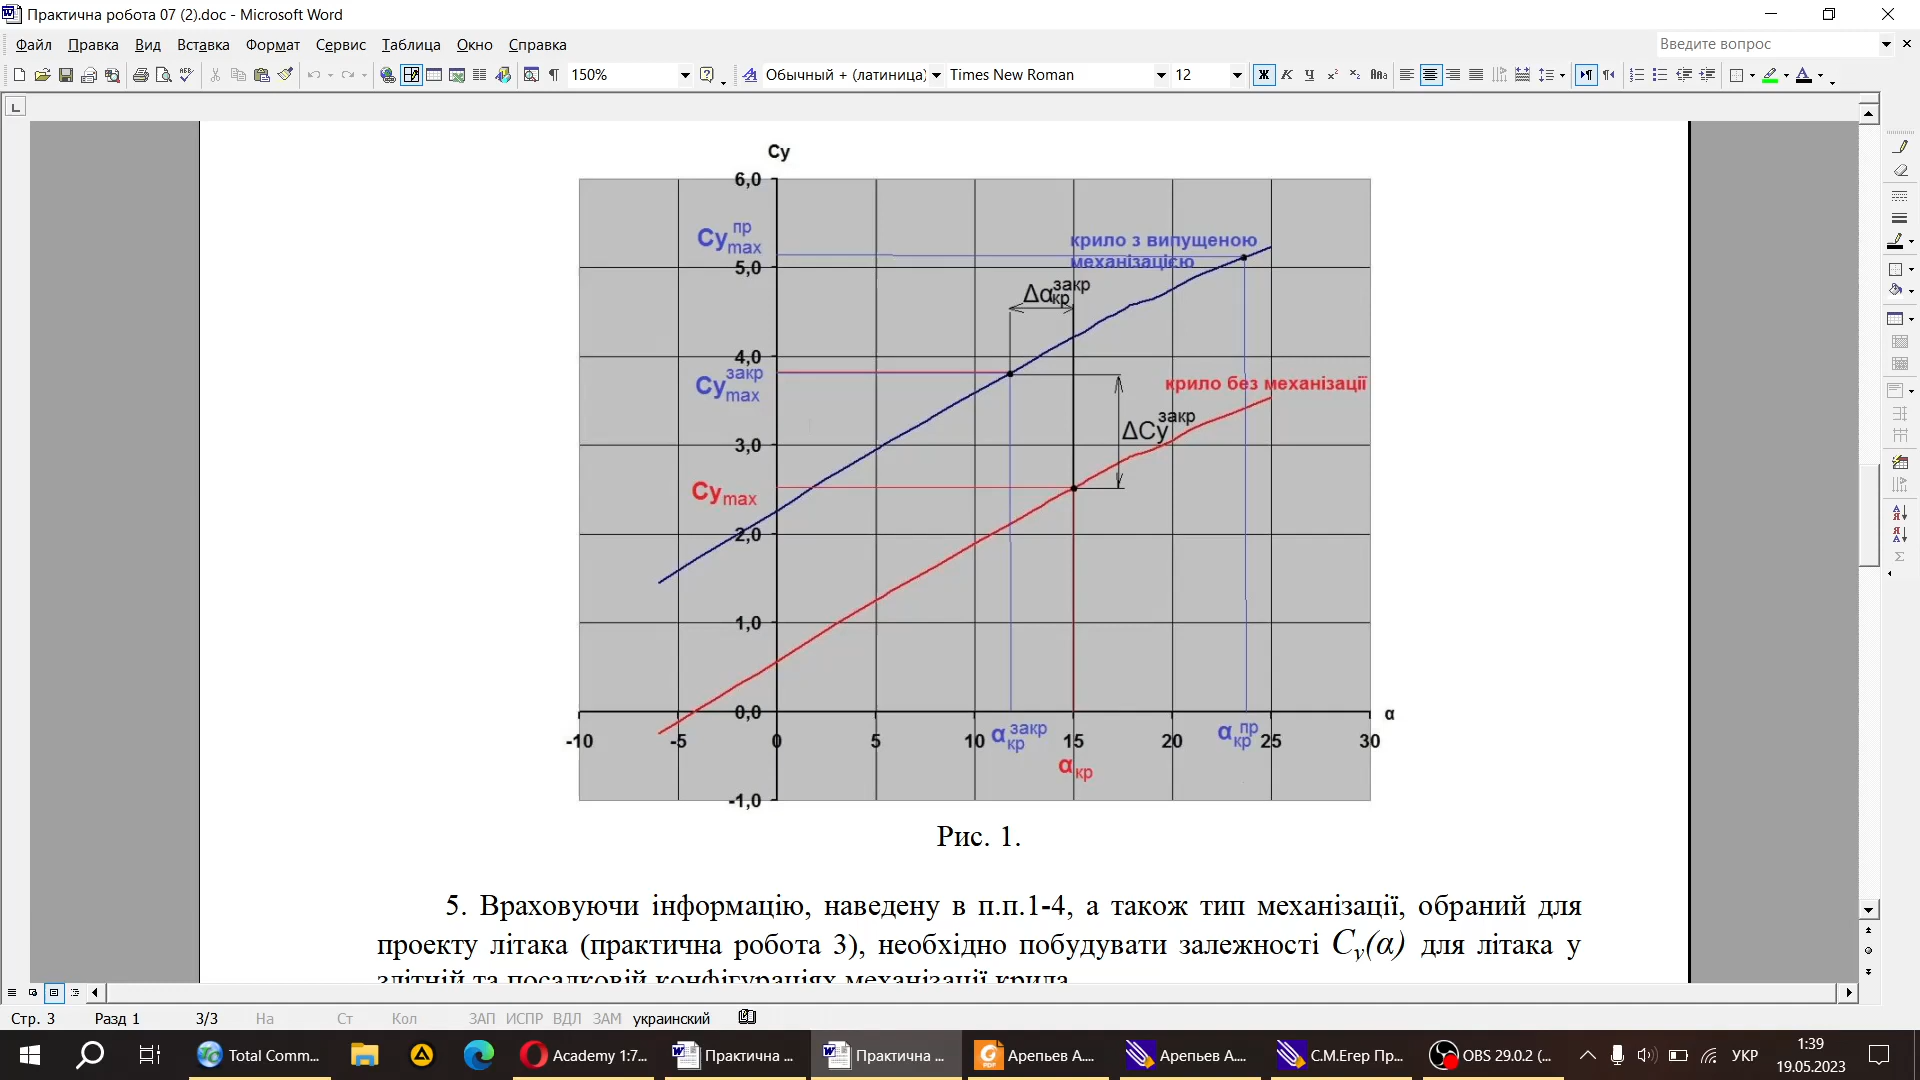 Практична робота 07 (2).doc - Microsoft Word
Файл Правка Вид Вставка Формат Сервис Таблица Окно Справка
Введите вопрос
150%
Обычный + (латиница)
Times New Roman
12
Ж К Ч
Cy
6,0
Cy max пр
крило з випущеною
механізацією
5,0
Δα кр закр
4,0
Cy max закр
крило без механізації
ΔCy закр
3,0
Cy max
2,0
1,0
0,0
α
-10 -5 0 5 10 15 20 25 30
α кр закр
α кр пр
α кр
-1,0
Рис. 1.
5. Враховуючи інформацію, наведену в п.п.1-4, а також тип механізації, обраний для
проекту літака (практична робота 3), необхідно побудувати залежності Cy(α) для літака у
злітній та посадковій конфігураціях механізації крила
Стр. 3 Разд 1 3/3 На Ст Кол ЗАП ИСПР ВДЛ ЗАМ украинский
Total Comm...
Academy 1:7...
Практична ...
Практична ...
Арепьев А....
Арепьев А....
С.М.Егер Пр...
OBS 29.0.2 (...
УКР
1:39
19.05.2023